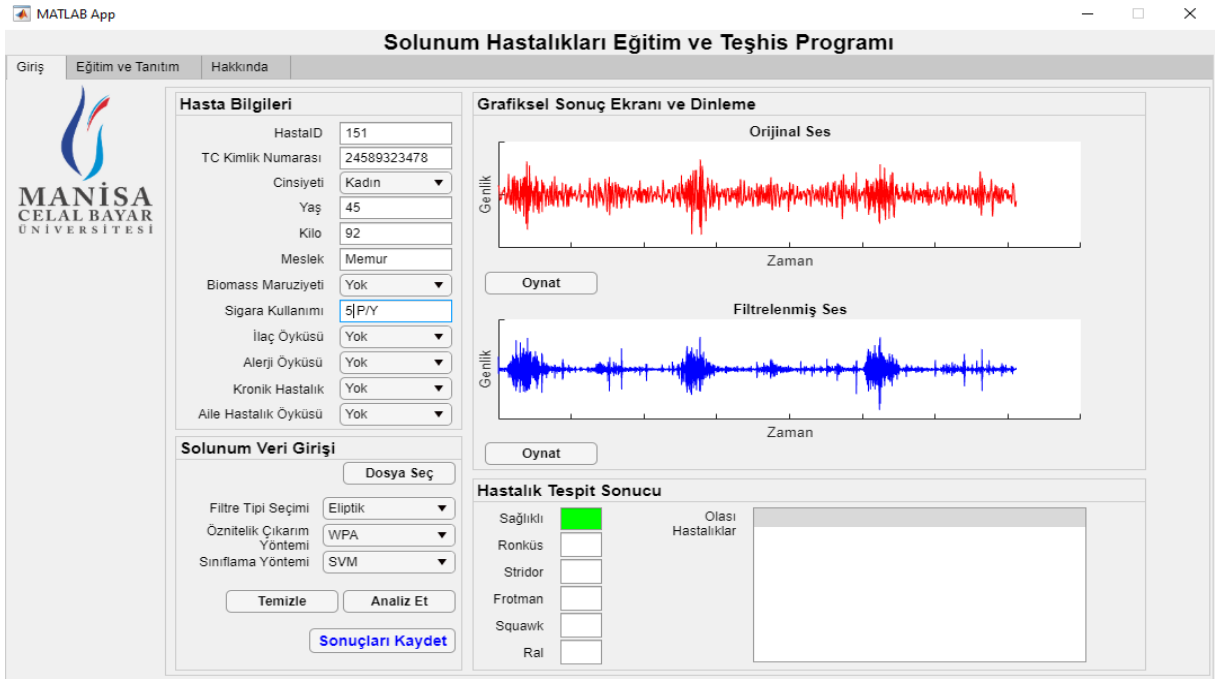 MATLAB App
Solunum Hastalıkları Eğitim ve Teşhis Programı
Giriş
Eğitim ve Tanıtım
Hakkında
MANİSA
CELAL BAYAR
ÜNİVERSİTESİ
Hasta Bilgileri
HastaID 151
TC Kimlik Numarası 24589323478
Cinsiyeti Kadın
Yaş 45
Kilo 92
Meslek Memur
Biomass Maruziyeti Yok
Sigara Kullanımı 5 P/Y
İlaç Öyküsü Yok
Alerji Öyküsü Yok
Kronik Hastalık Yok
Aile Hastalık Öyküsü Yok
Solunum Veri Girişi
Dosya Seç
Filtre Tipi Seçimi Eliptik
Öznitelik Çıkarım
Yöntemi WPA
Sınıflama Yöntemi SVM
Temizle
Analiz Et
Sonuçları Kaydet
Grafiksel Sonuç Ekranı ve Dinleme
Orijinal Ses
Genlik
Zaman
Oynat
Filtrelenmiş Ses
Genlik
Zaman
Oynat
Hastalık Tespit Sonucu
Sağlıklı
Ronküs
Stridor
Frotman
Squawk
Ral
Olası
Hastalıklar